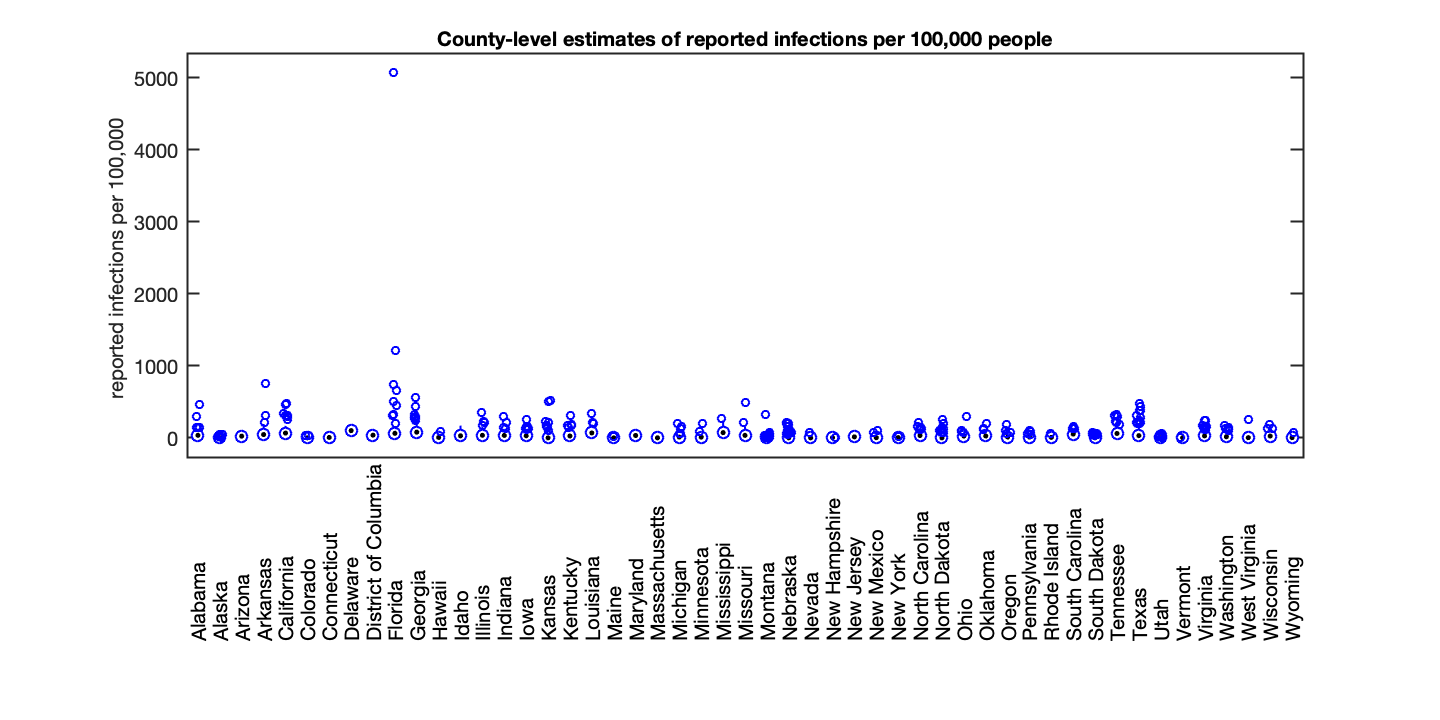 County-level estimates of reported infections per 100,000 people
reported infections per 100,000
5000
4000
3000
2000
1000
0
Alabama
Alaska
Arizona
Arkansas
California
Colorado
Connecticut
Delaware
District of Columbia
Florida
Georgia
Hawaii
Idaho
Illinois
Indiana
Iowa
Kansas
Kentucky
Louisiana
Maine
Maryland
Massachusetts
Michigan
Minnesota
Mississippi
Missouri
Montana
Nebraska
Nevada
New Hampshire
New Jersey
New Mexico
New York
North Carolina
North Dakota
Ohio
Oklahoma
Oregon
Pennsylvania
Rhode Island
South Carolina
South Dakota
Tennessee
Texas
Utah
Vermont
Virginia
Washington
West Virginia
Wisconsin
Wyoming